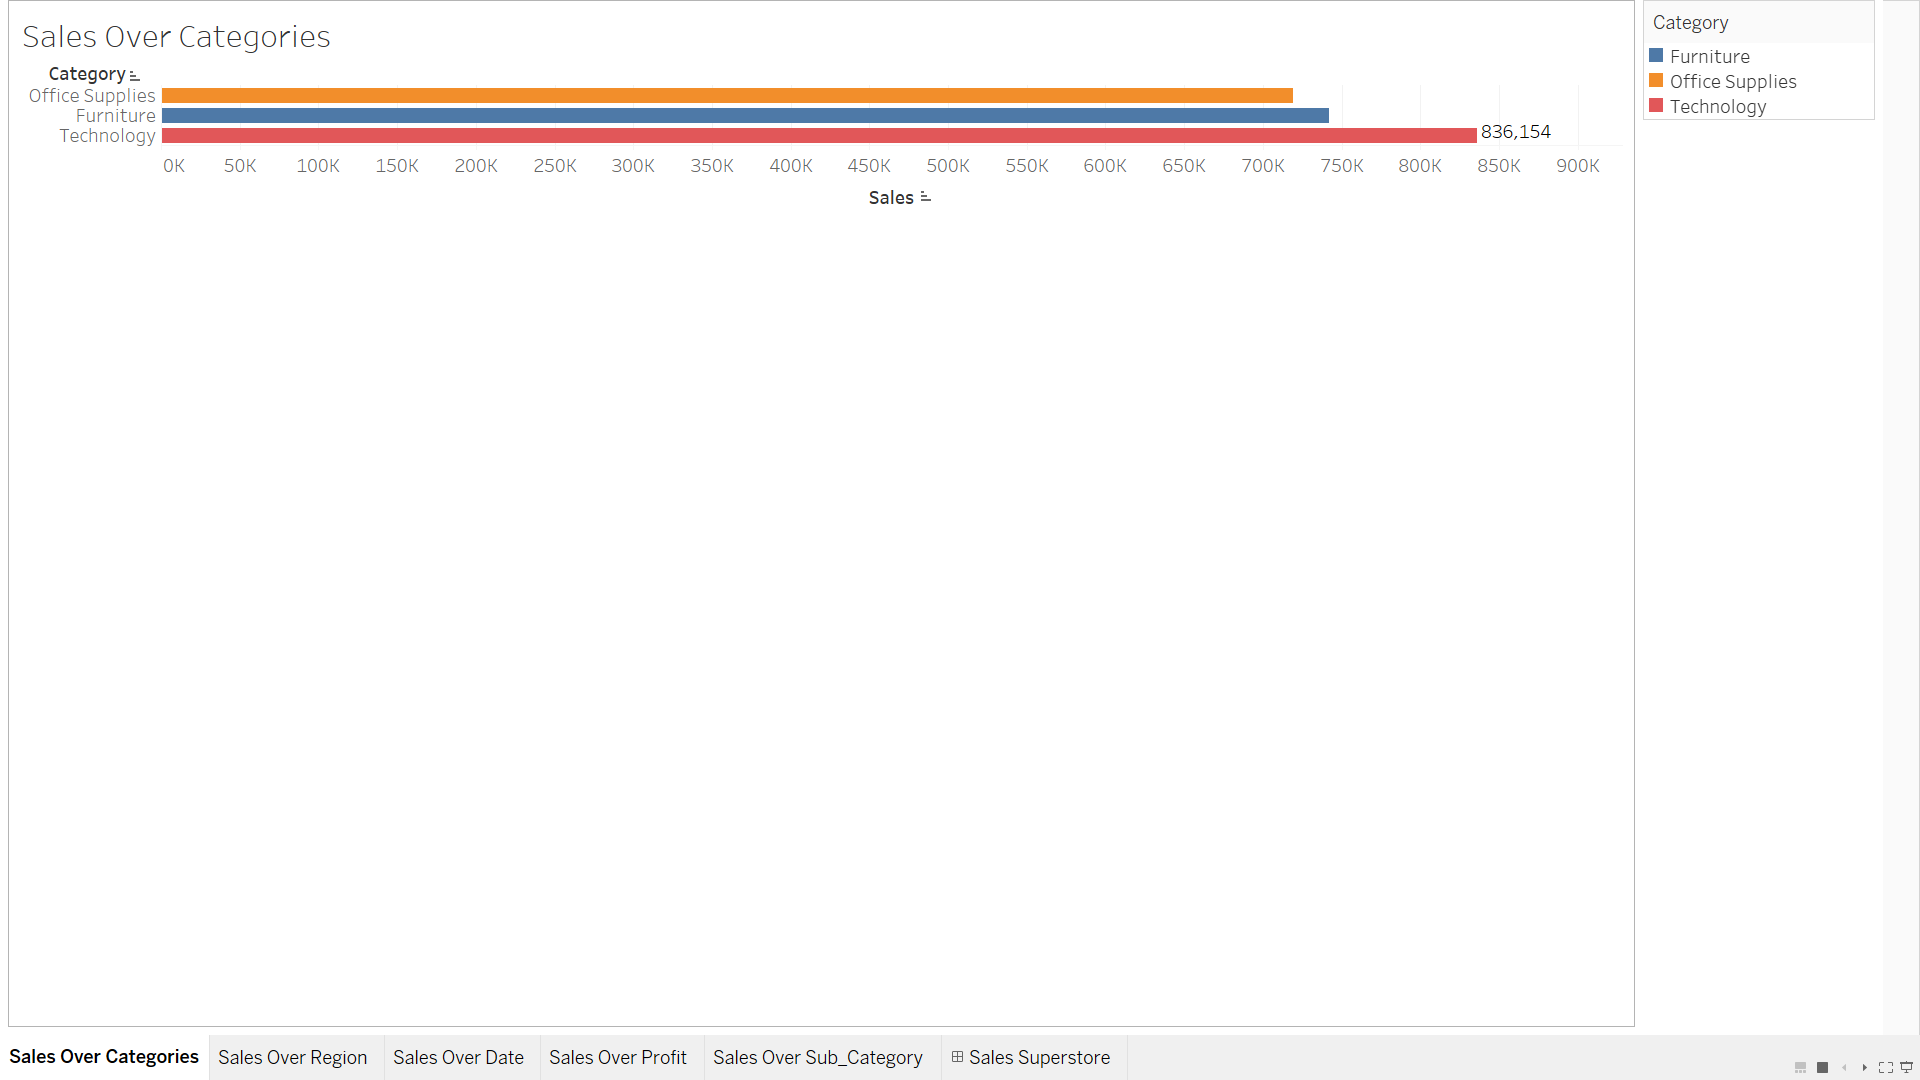 Sales Over Categories
Category
Office Supplies
Furniture
Technology
836,154
0K 50K 100K 150K 200K 250K 300K 350K 400K 450K 500K 550K 600K 650K 700K 750K 800K 850K 900K
Sales
Category
Furniture
Office Supplies
Technology
Sales Over Categories Sales Over Region Sales Over Date Sales Over Profit Sales Over Sub_Category Sales Superstore